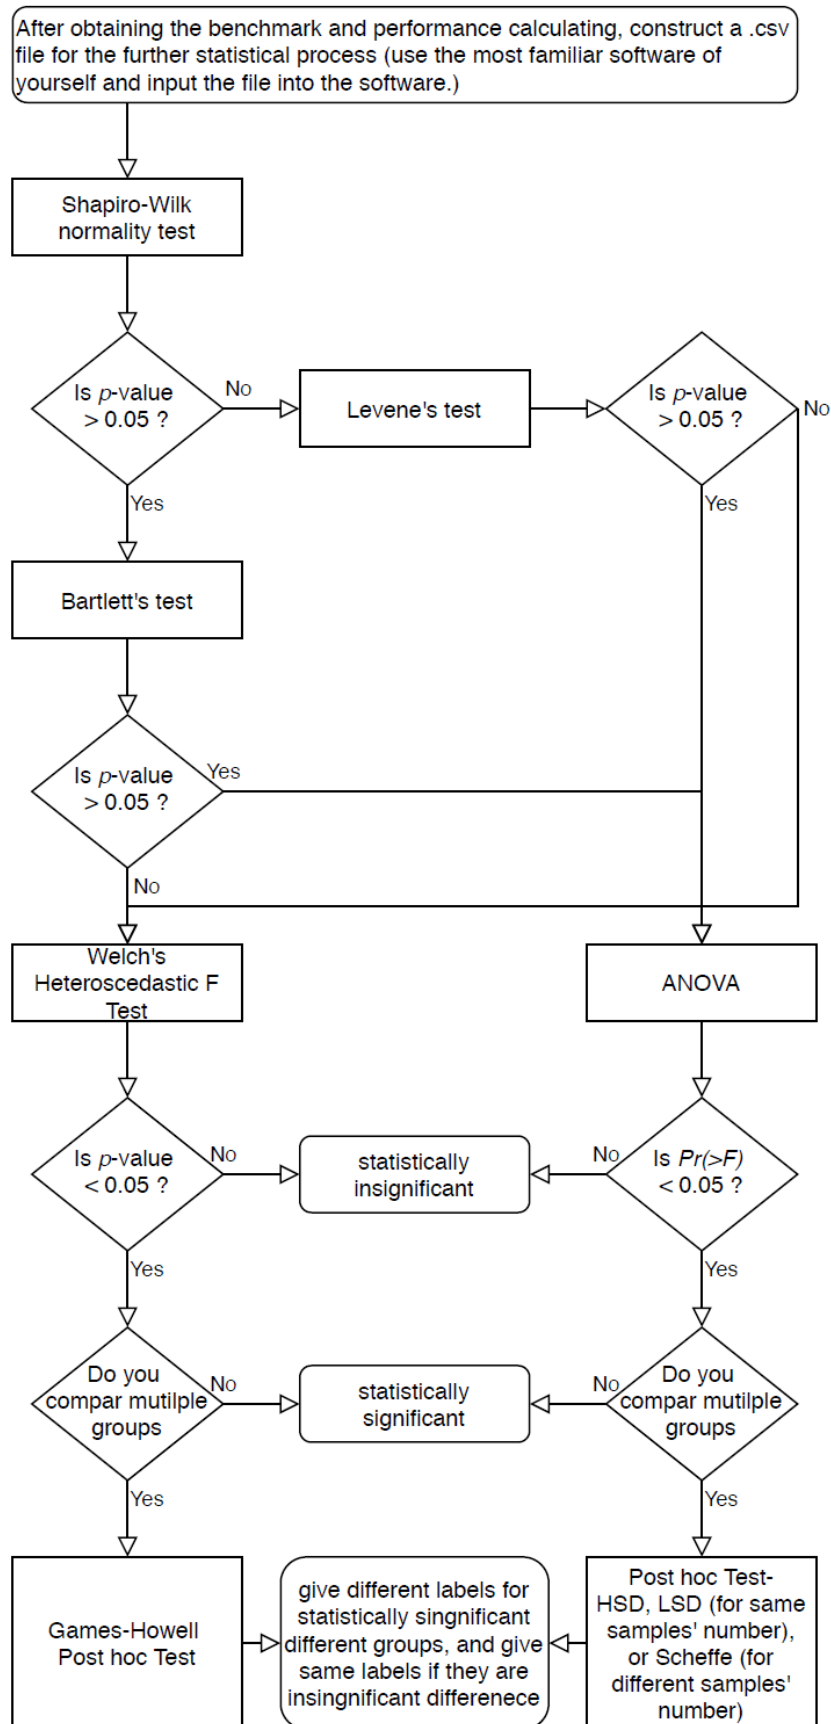 After obtaining the benchmark and performance calculating, construct a .csv
file for the further statistical process (use the most familiar software of
yourself and input the file into the software.)
Shapiro-Wilk
normality test
Is p-value
> 0.05 ?
No
Levene's test
Is p-value
> 0.05 ?
No
Yes
Yes
Bartlett's test
Is p-value
> 0.05 ?
Yes
No
Welch's
Heteroscedastic F
Test
ANOVA
Is p-value
< 0.05 ?
No
statistically
insignificant
No
Is Pr(>F)
< 0.05 ?
Yes
Yes
Do you
compar mutilple
groups
No
statistically
significant
No
Do you
compar mutilple
groups
Yes
Yes
Games-Howell
Post hoc Test
give different labels for
statistically singnificant
different groups, and give
same labels if they are
insingnificant differenece
Post hoc Test-
HSD, LSD (for same
samples' number),
or Scheffe (for
different samples'
number)